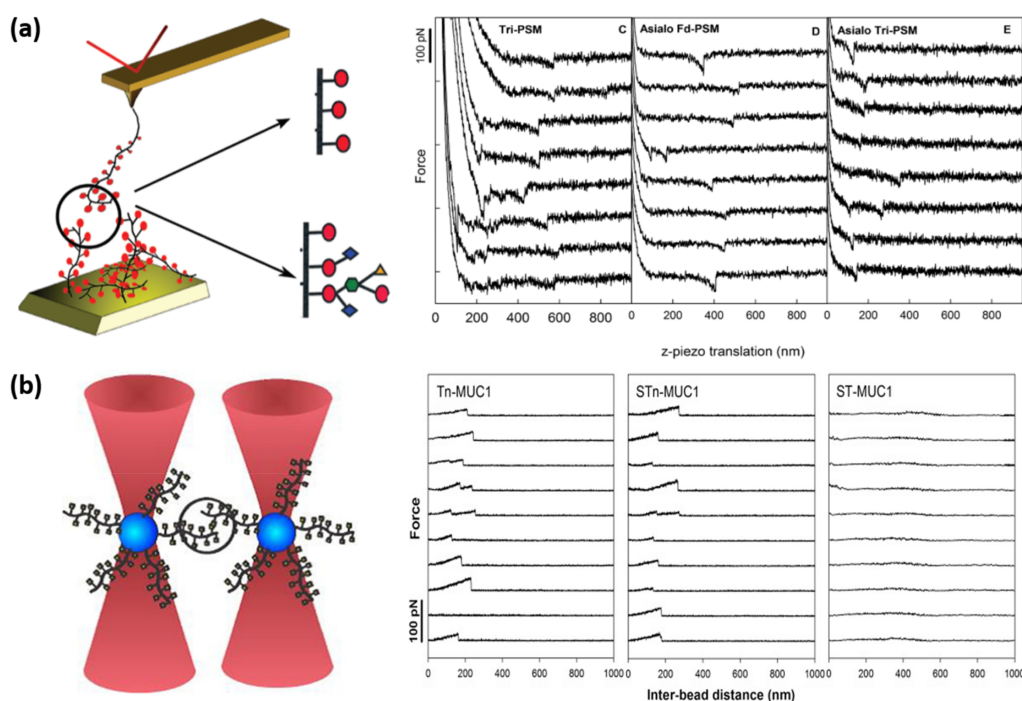 (a)
100 pN
Tri-PSM C
Asialo Fd-PSM D
Asialo Tri-PSM E
Force
0 200 400 600 800 0 200 400 600 800 0 200 400 600 800
z-piezo translation (nm)
(b)
Tn-MUC1
STn-MUC1
ST-MUC1
Force
100 pN
0 200 400 600 800 1000 0 200 400 600 800 1000 0 200 400 600 800 1000
Inter-bead distance (nm)